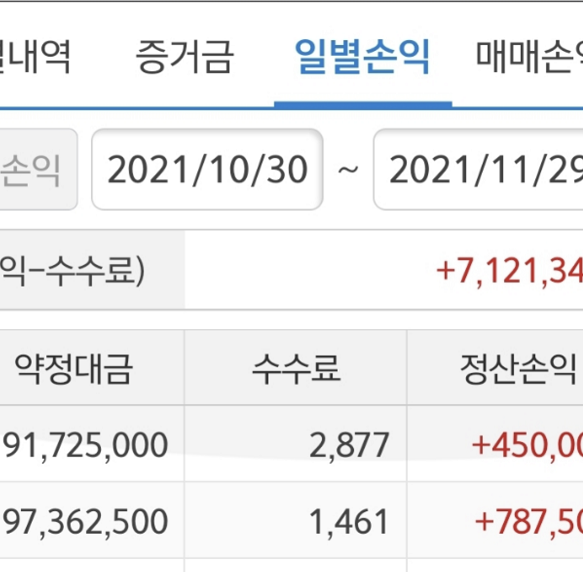 내역 증거금 일별손익 매매손익
손익 2021/10/30 ~ 2021/11/29
익-수수료) +7,121,34
약정대금 수수료 정산손익
91,725,000 2,877 +450,00
97,362,500 1,461 +787,50